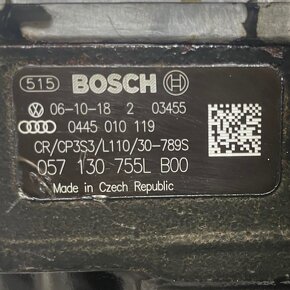 515 BOSCH
06-10-18 2 03455
0445 010 119
CR/CP3S3/L110/30-789S
057 130 755L B00
Made in Czech Republic